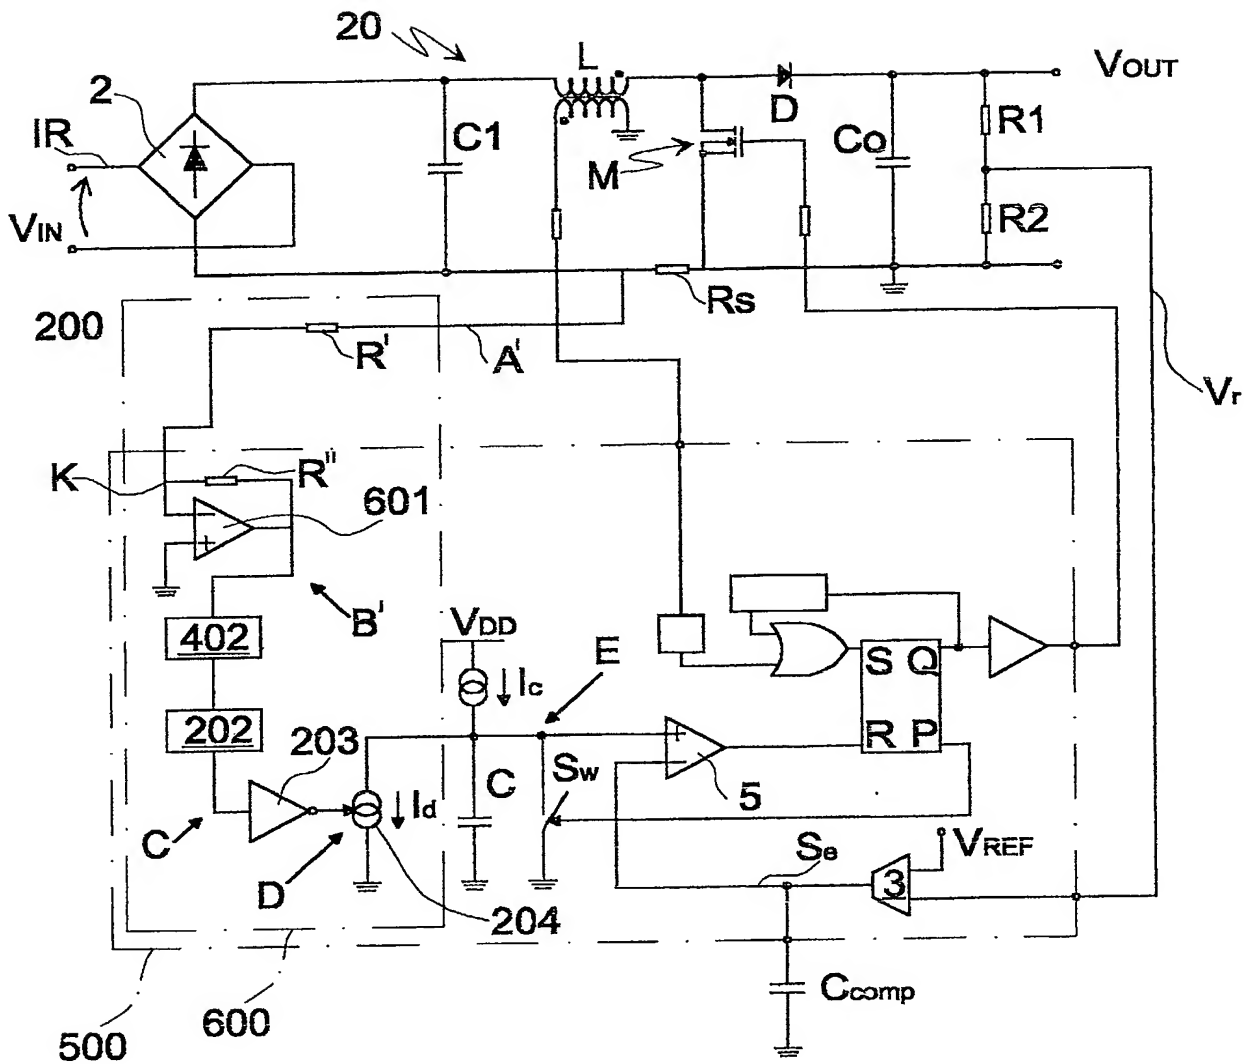 20
L
2
IR
VIN
C1
M
D
Co
VOUT
R1
R2
Rs
200
R'
A'
Vr
K
R"
601
B'
402
VDD
E
Ic
S Q
R P
202
203
Sw
5
C
Id
C
D
204
Se
VREF
3
Ccomp
600
500